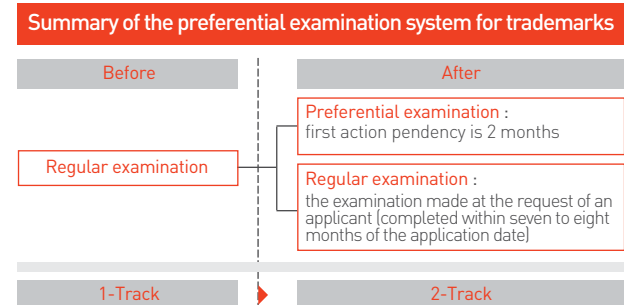 Summary of the preferential examination system for trademarks
Before
After
Regular examination
Preferential examination :
first action pendency is 2 months
Regular examination :
the examination made at the request of an
applicant (completed within seven to eight
months of the application date)
1-Track
2-Track